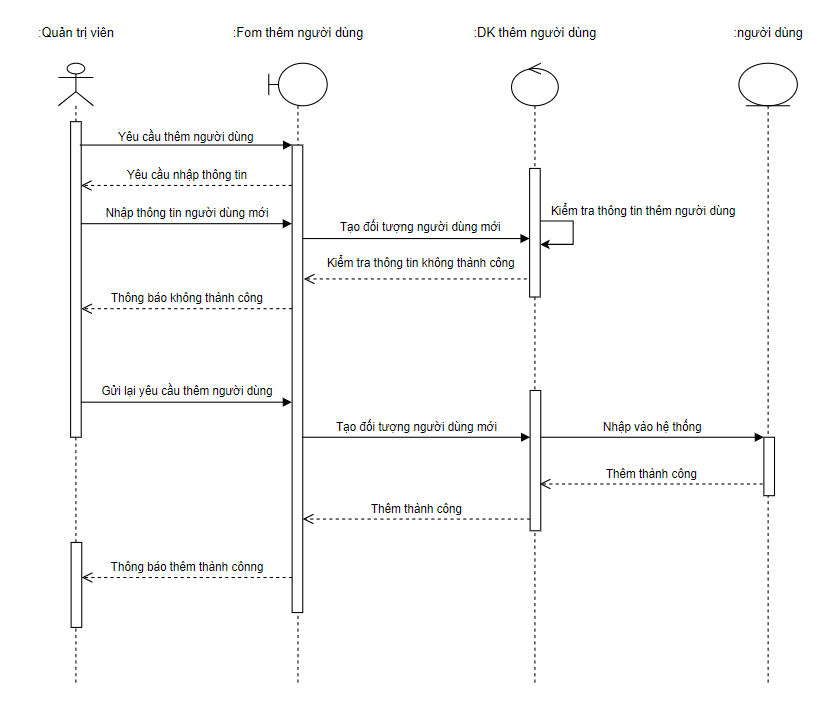 :Quản trị viên
:Fom thêm người dùng
:DK thêm người dùng
:người dùng
Yêu cầu thêm người dùng
Yêu cầu nhập thông tin
Nhập thông tin người dùng mới
Kiểm tra thông tin thêm người dùng
Tạo đối tượng người dùng mới
Kiểm tra thông tin không thành công
Thông báo không thành công
Gửi lại yêu cầu thêm người dùng
Tạo đối tượng người dùng mới
Nhập vào hệ thống
Thêm thành công
Thêm thành công
Thông báo thêm thành cônng